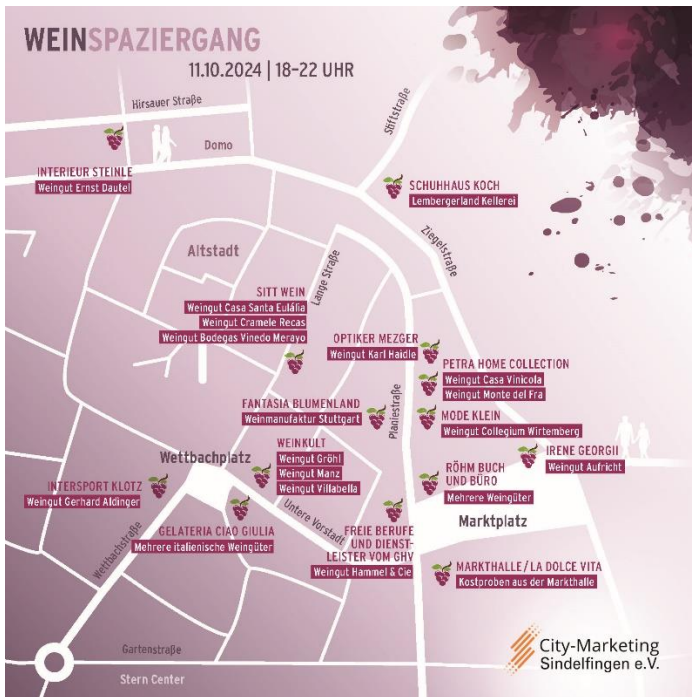 WEINSPAZIERGANG
11.10.2024 | 18–22 UHR
Hirsauer Straße
Domo
Stiftstraße
INTERIEUR STEINLE
Weingut Ernst Dautel
SCHUHHAUS KOCH
Lembergerland Kellerei
Ziegelstraße
Altstadt
Lange Straße
SITT WEIN
Weingut Casa Santa Eulália
Weingut Cramele Recas
Weingut Bodegas Vinedo Merayo
OPTIKER MEZGER
Weingut Karl Haidle
PETRA HOME COLLECTION
Weingut Casa Vinicola
Weingut Monte del Fra
FANTASIA BLUMENLAND
Weinmanufaktur Stuttgart
Planiestraße
MODE KLEIN
Weingut Collegium Wirtemberg
Wettbachplatz
WEINKULT
Weingut Gröhl
Weingut Manz
Weingut Villabella
IRENE GEORGII
Weingut Aufricht
INTERSPORT KLOTZ
Weingut Gerhard Aldinger
RÖHM BUCH
UND BÜRO
Mehrere Weingüter
GELATERIA CIAO GIULIA
Mehrere italienische Weingüter
Untere Vorstadt
FREIE BERUFE
UND DIENST-
LEISTER VOM GHV
Weingut Hammel & Cie
Marktplatz
Wettbachstraße
MARKTHALLE/LA DOLCE VITA
Kostproben aus der Markthalle
Gartenstraße
Stern Center
City-Marketing
Sindelfingen e.V.